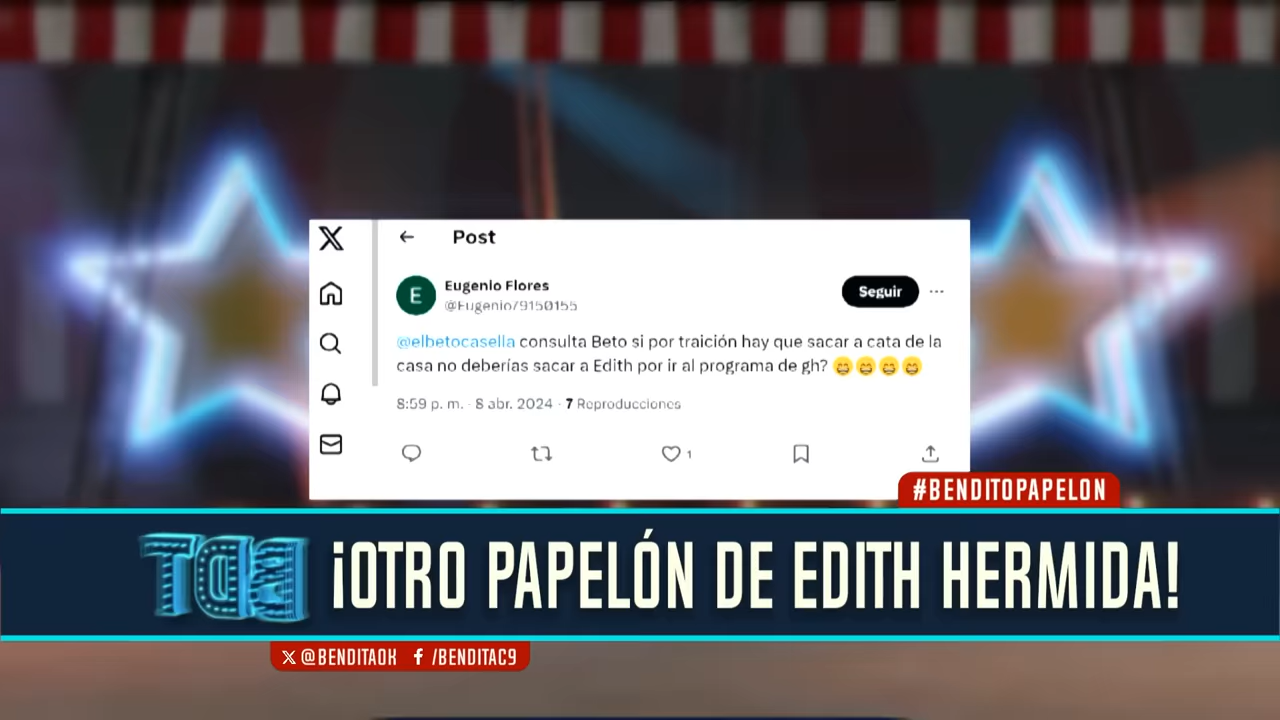 Post
E
Eugenio Flores
@Eugenio79150155
Seguir
@elbetocasella consulta Beto si por traición hay que sacar a cata de la
casa no deberías sacar a Edith por ir al programa de gh? 😁😁😁😁
8:59 p. m. · 8 abr. 2024 · 7 Reproducciones
1
#BENDITOPAPELON
¡OTRO PAPELÓN DE EDITH HERMIDA!
@BENDITAOK /BENDITAC9